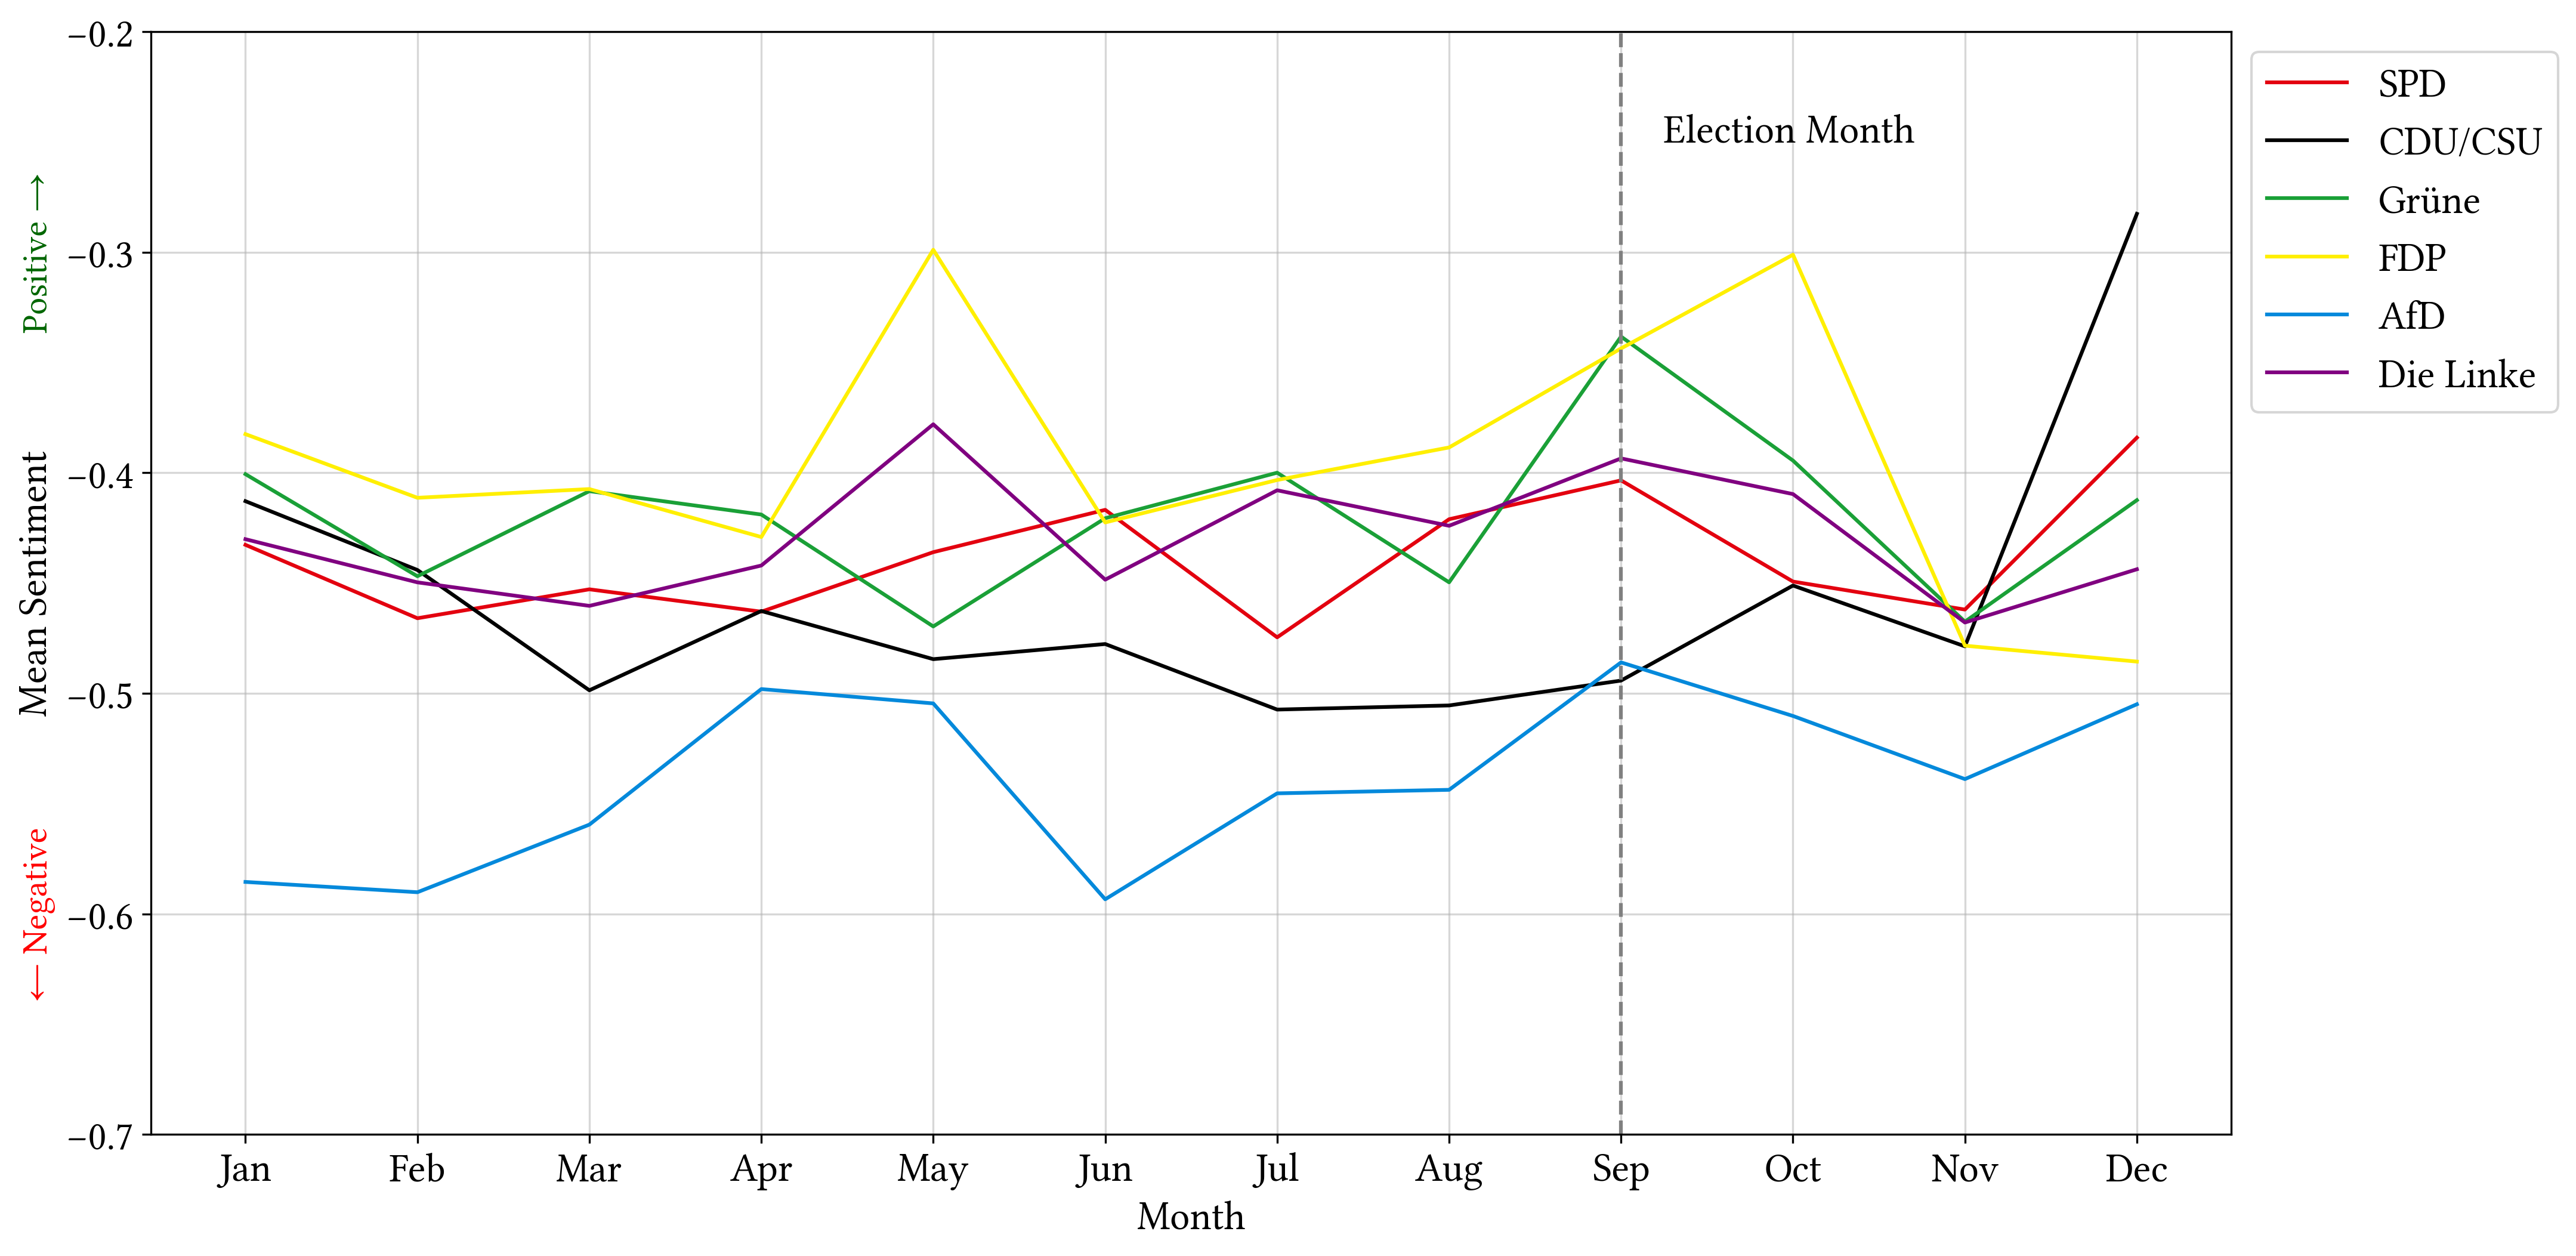 −0.2
−0.3
−0.4
−0.5
−0.6
−0.7
Positive →
Mean Sentiment
← Negative
Election Month
SPD
CDU/CSU
Grüne
FDP
AfD
Die Linke
Jan Feb Mar Apr May Jun Jul Aug Sep Oct Nov Dec
Month